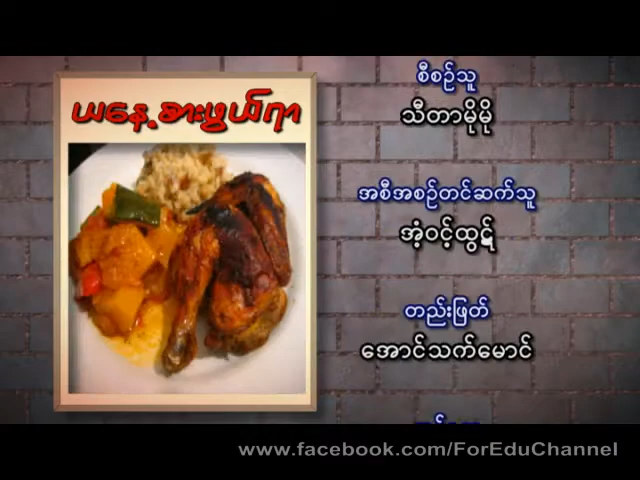 ယနေ့စားဖွယ်ရာ
စီစဉ်သူ
သီတာမိုမို
အစီအစဉ်တင်ဆက်သူ
အံ့ဝင့်ထွဋ်
တည်းဖြတ်
အောင်သက်မောင်
www.facebook.com/ForEduChannel